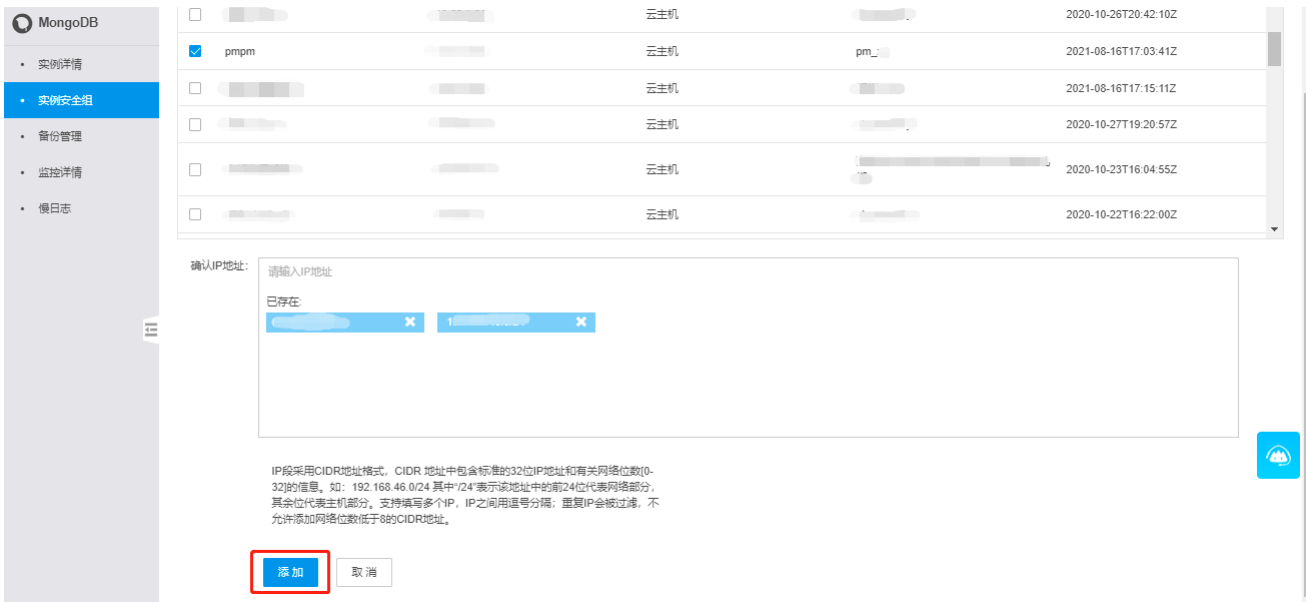 MongoDB
云主机 2020-10-26T20:42:10Z
• 实例详情
pmpm 云主机 pm_ 2021-08-16T17:03:41Z
• 实例安全组
云主机 2021-08-16T17:15:11Z
• 备份管理
云主机 2020-10-27T19:20:57Z
• 监控详情
云主机 2020-10-23T16:04:55Z
• 慢日志
云主机 2020-10-22T16:22:00Z
确认IP地址:
请输入IP地址
已存在:
IP段采用CIDR地址格式，CIDR 地址中包含标准的32位IP地址和有关网络位数[0-
32]的信息。如：192.168.46.0/24 其中“/24”表示该地址中的前24位代表网络部分，
其余位代表主机部分。支持填写多个IP，IP之间用逗号分隔；重复IP会被过滤，不
允许添加网络位数低于8的CIDR地址。
添加 取消